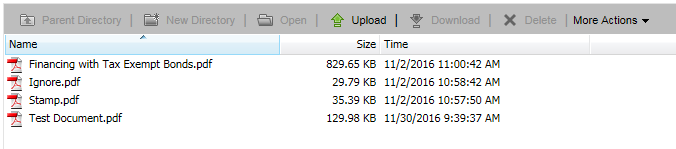 Parent Directory New Directory Open Upload Download Delete More Actions
Name Size Time
Financing with Tax Exempt Bonds.pdf 829.65 KB 11/2/2016 11:00:42 AM
Ignore.pdf 29.79 KB 11/2/2016 10:58:42 AM
Stamp.pdf 35.39 KB 11/2/2016 10:57:50 AM
Test Document.pdf 129.98 KB 11/30/2016 9:39:37 AM